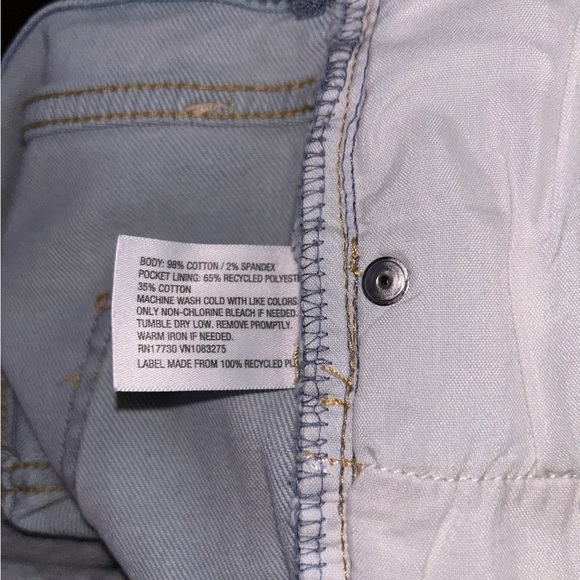 BODY: 98% COTTON / 2% SPANDEX
POCKET LINING: 65% RECYCLED POLYEST
35% COTTON
MACHINE WASH COLD WITH LIKE COLORS.
ONLY NON-CHLORINE BLEACH IF NEEDED.
TUMBLE DRY LOW. REMOVE PROMPTLY.
WARM IRON IF NEEDED.
RN17730 VN1083275
LABEL MADE FROM 100% RECYCLED